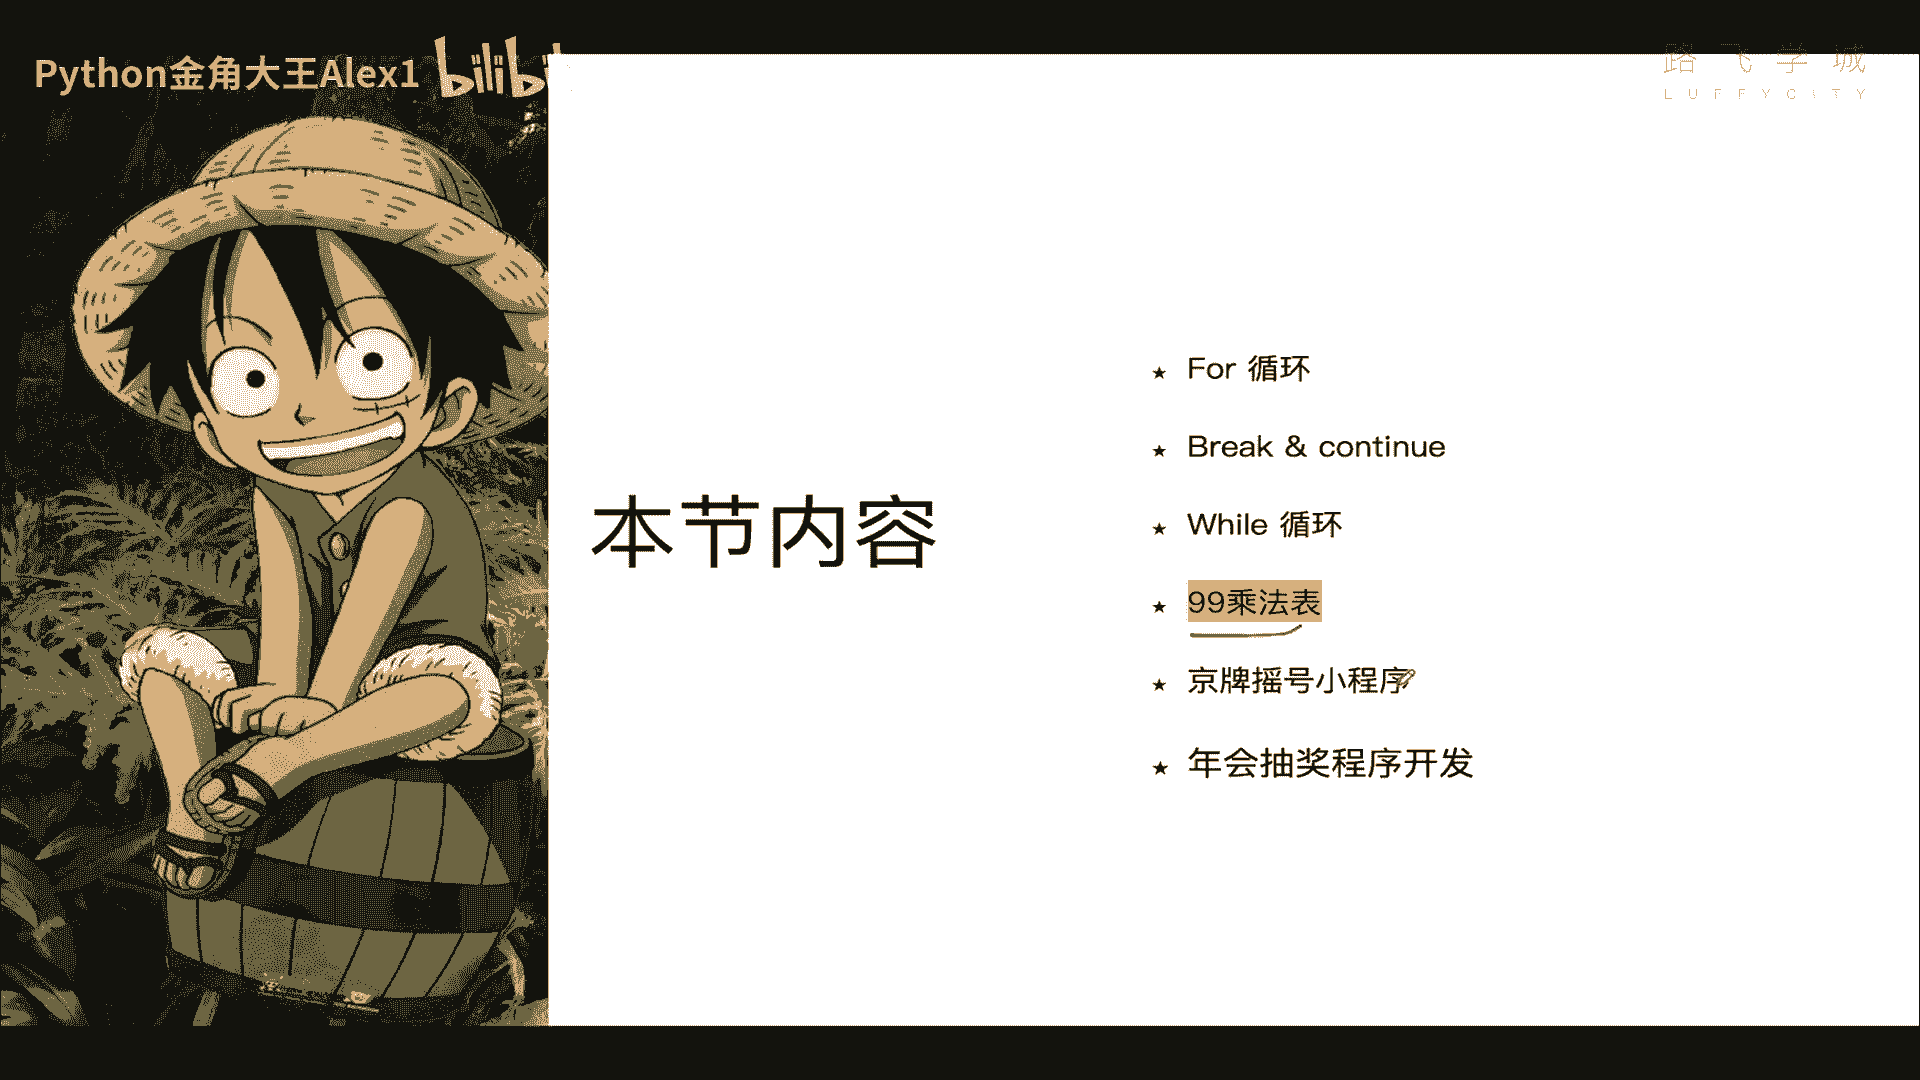 Python金角大王Alex1 bilibi
路飞学城
LUFFYCITY
本节内容
For 循环
Break & continue
While 循环
99乘法表
京牌摇号小程序
年会抽奖程序开发